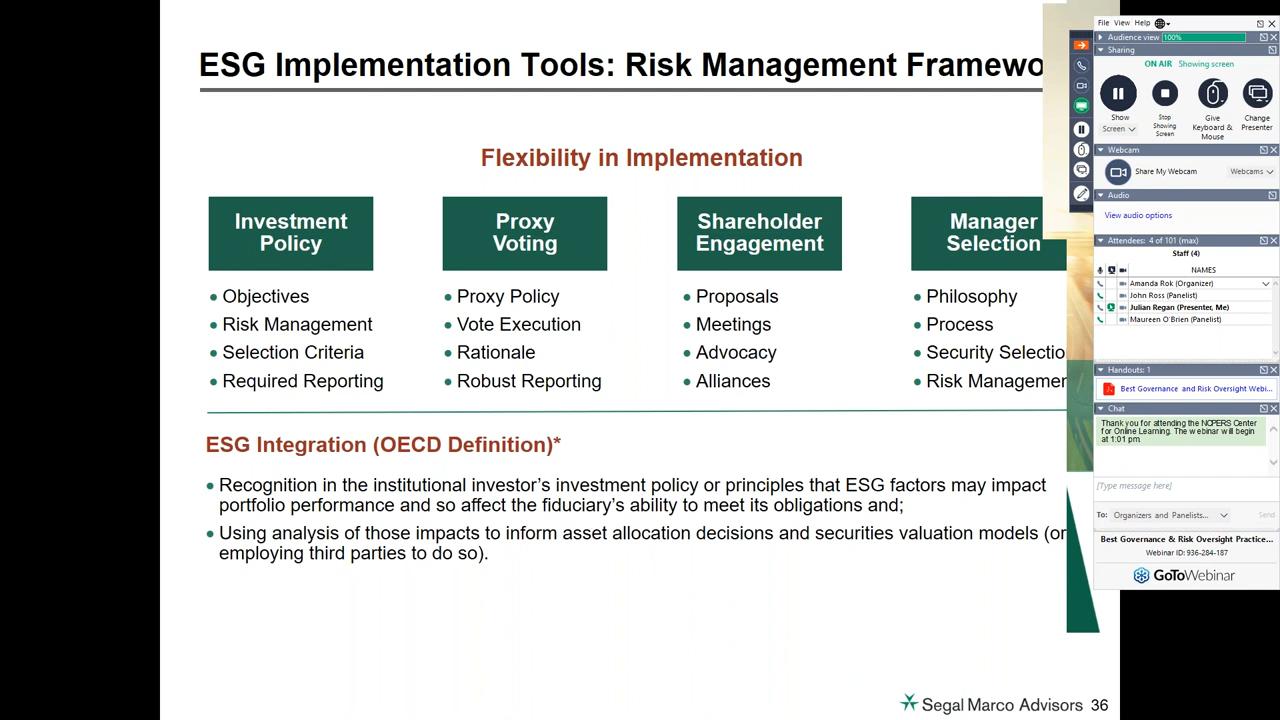 ESG Implementation Tools: Risk Management Framewo
Flexibility in Implementation
Investment
Policy
Proxy
Voting
Shareholder
Engagement
Manager
Selection
• Objectives
• Risk Management
• Selection Criteria
• Required Reporting
• Proxy Policy
• Vote Execution
• Rationale
• Robust Reporting
• Proposals
• Meetings
• Advocacy
• Alliances
• Philosophy
• Process
• Security Selectio
• Risk Managemen
ESG Integration (OECD Definition)*
• Recognition in the institutional investor’s investment policy or principles that ESG factors may impact
portfolio performance and so affect the fiduciary’s ability to meet its obligations and;
• Using analysis of those impacts to inform asset allocation decisions and securities valuation models (or
employing third parties to do so).
Segal Marco Advisors 36
File View Help
Audience view 100%
Sharing
ON AIR Showing screen
Show
Screen
Stop
Showing
Screen
Give
Keyboard &
Mouse
Change
Presenter
Webcam
Share My Webcam
Webcams
Audio
View audio options
Attendees: 4 of 101 (max)
Staff (4)
NAMES
Amanda Rok (Organizer)
John Ross (Panelist)
Julian Regan (Presenter, Me)
Maureen O'Brien (Panelist)
Handouts: 1
Best Governance and Risk Oversight Webi...
Chat
Thank you for attending the NCPERS Center
for Online Learning. The webinar will begin
at 1:01 pm.
[Type message here]
To: Organizers and Panelists...
Send
Best Governance & Risk Oversight Practice...
Webinar ID: 936-284-187
GoToWebinar